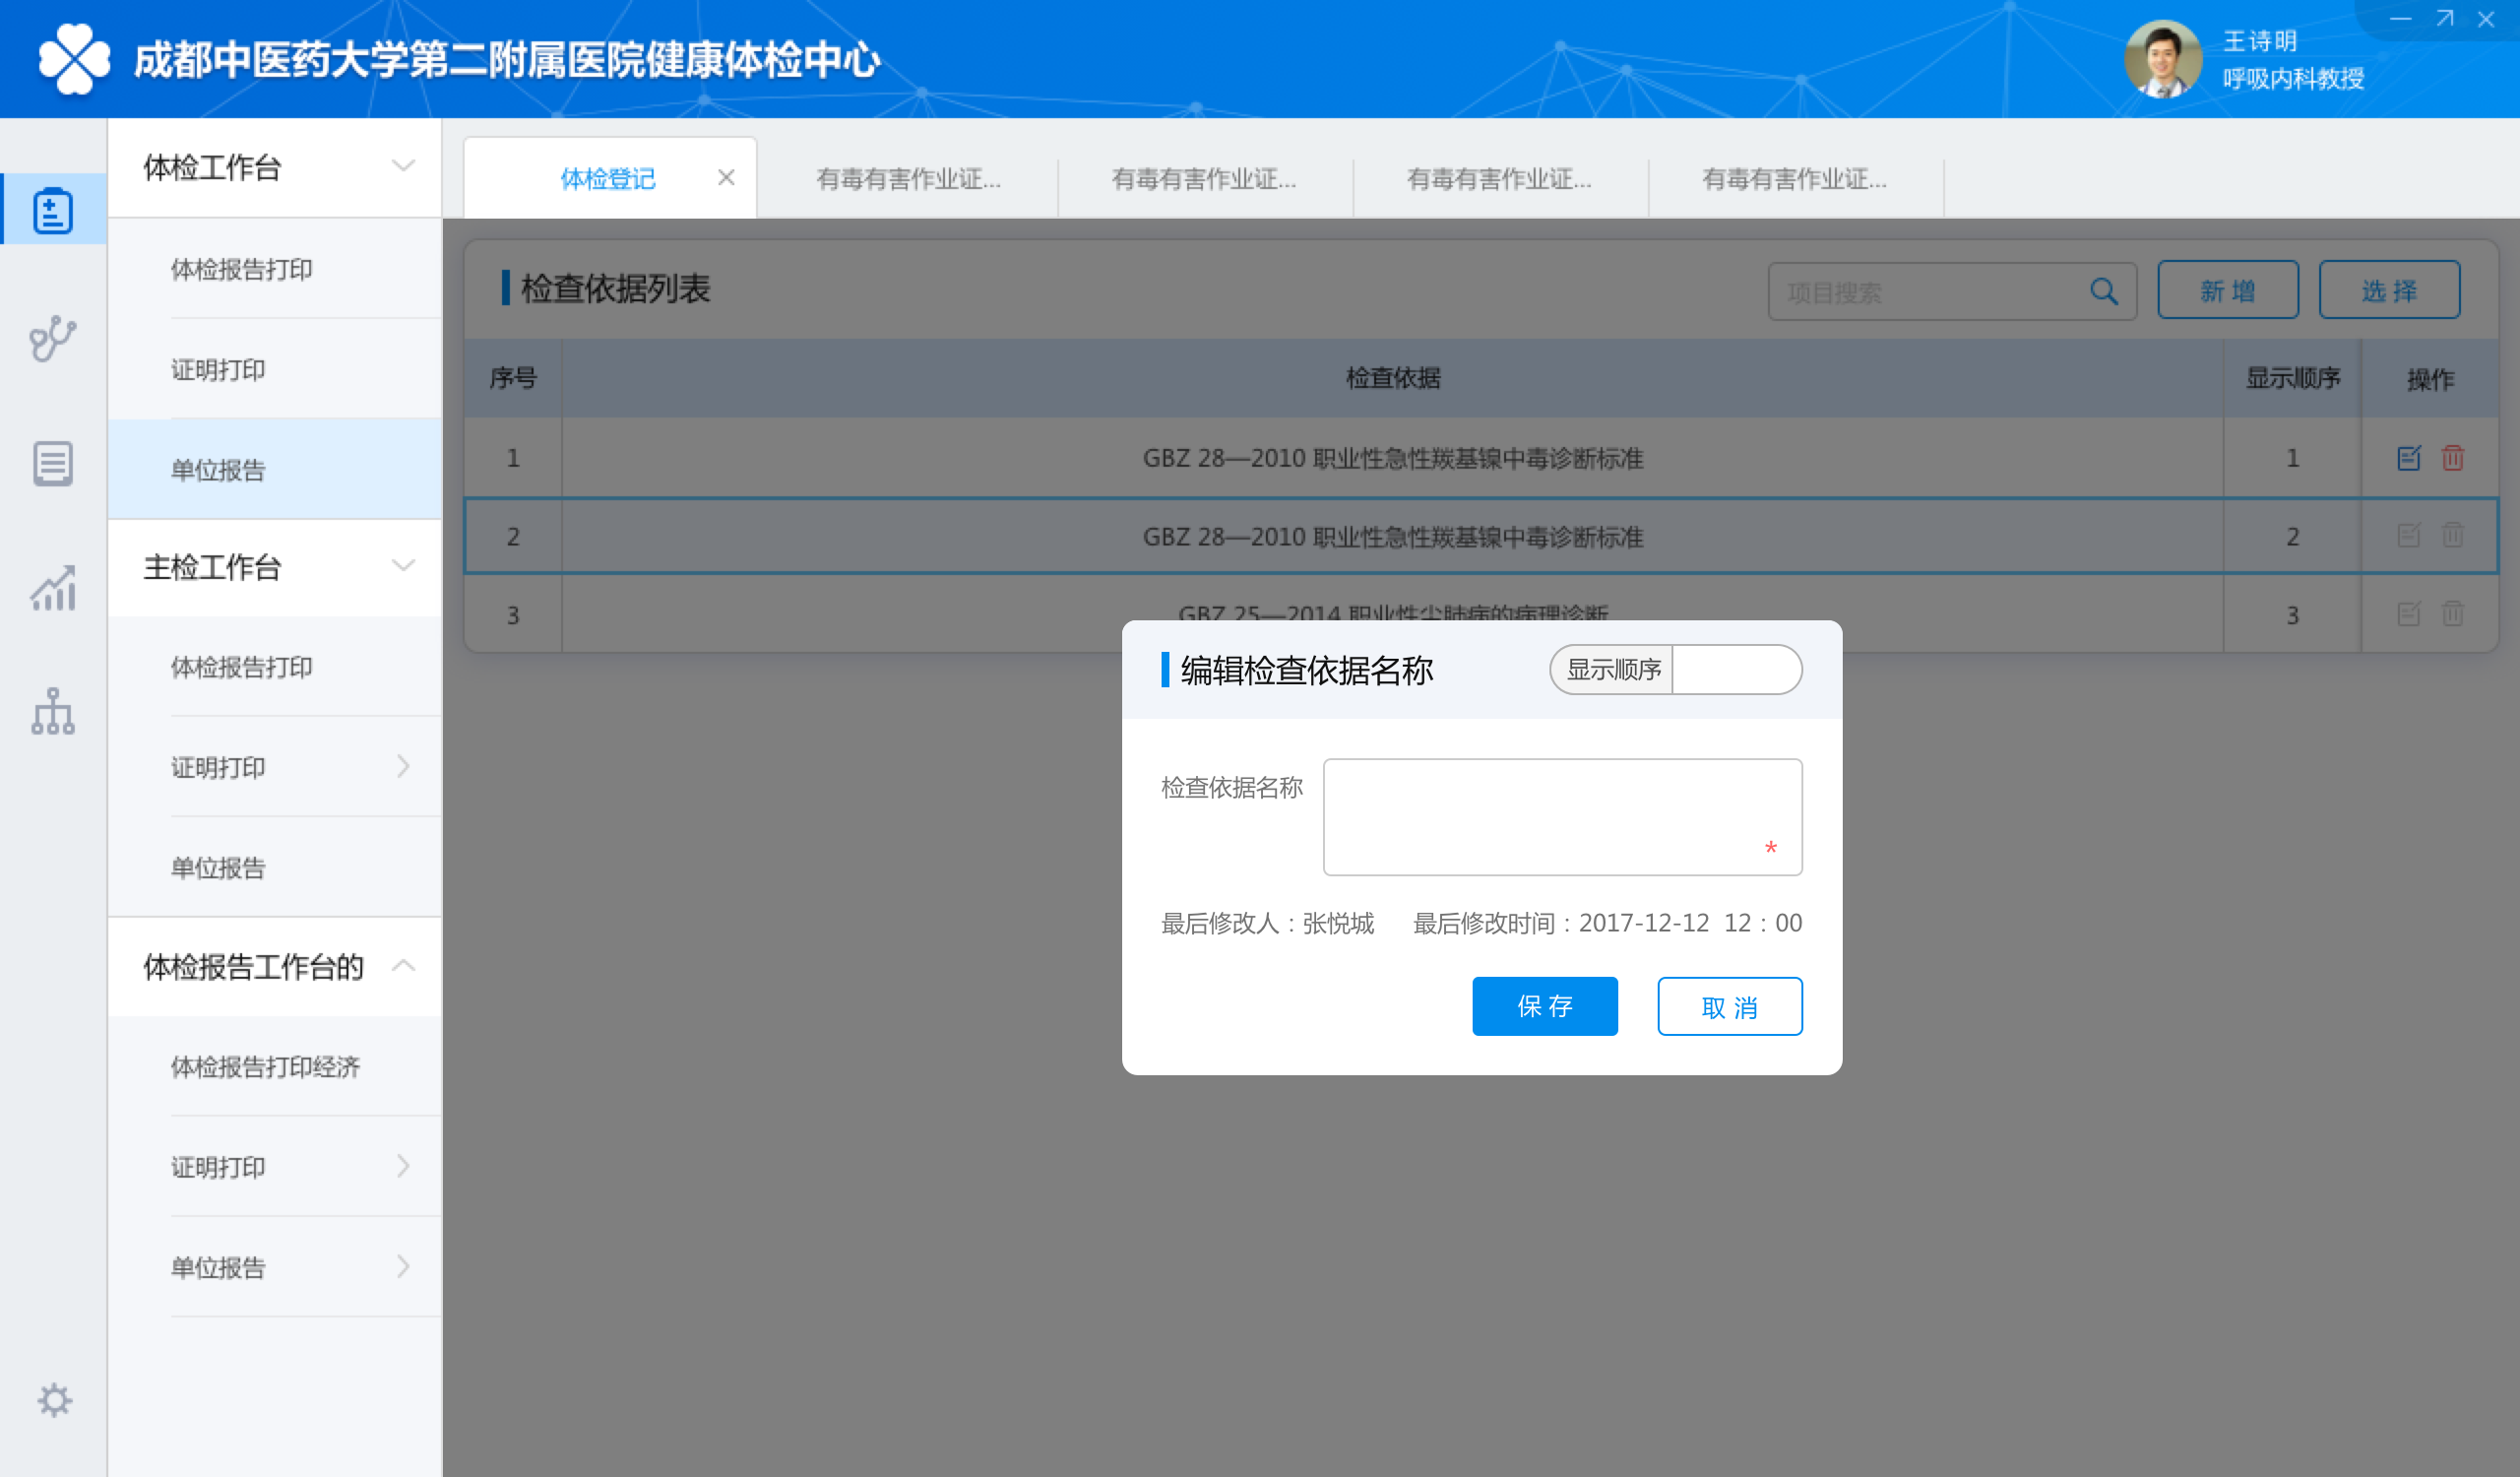 成都中医药大学第二附属医院健康体检中心
王诗明
呼吸内科教授
体检工作台
体检报告打印
证明打印
单位报告
主检工作台
体检报告打印
证明打印
单位报告
体检报告工作台的
体检报告打印经济
证明打印
单位报告
体检登记
有毒有害作业证...
有毒有害作业证...
有毒有害作业证...
有毒有害作业证...
检查依据列表
项目搜索
新 增
选 择
序号 检查依据 显示顺序 操作
1 GBZ 28—2010 职业性急性羰基镍中毒诊断标准 1
2 GBZ 28—2010 职业性急性羰基镍中毒诊断标准 2
3 GBZ 25—2014 职业性尘肺病的病理诊断 3
编辑检查依据名称
显示顺序
检查依据名称
*
最后修改人：张悦城 最后修改时间：2017-12-12 12：00
保 存
取 消